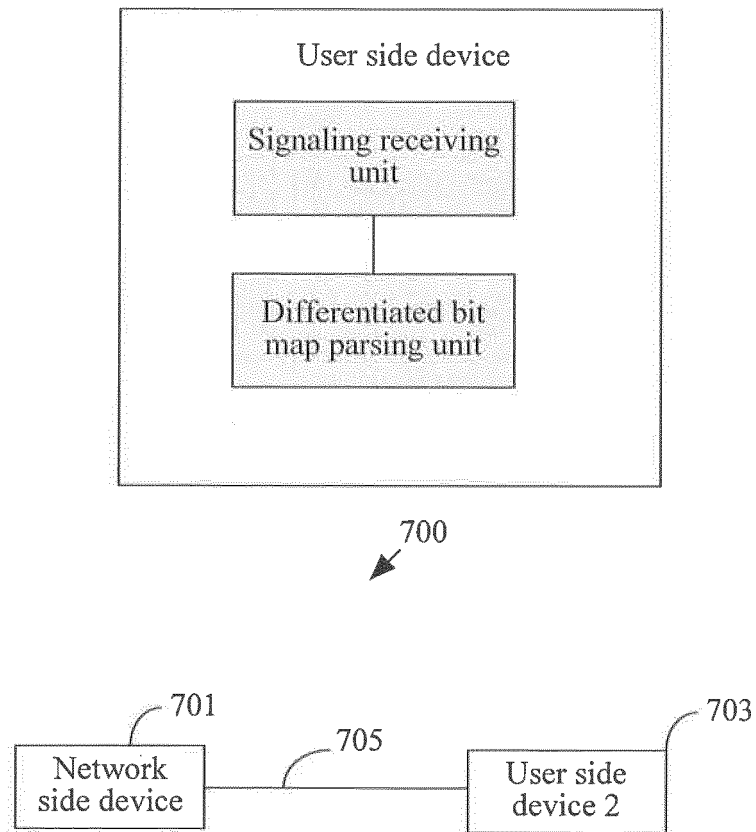 User side device
Signaling receiving
unit
Differentiated bit
map parsing unit
700
701
705
703
Network
side device
User side
device 2